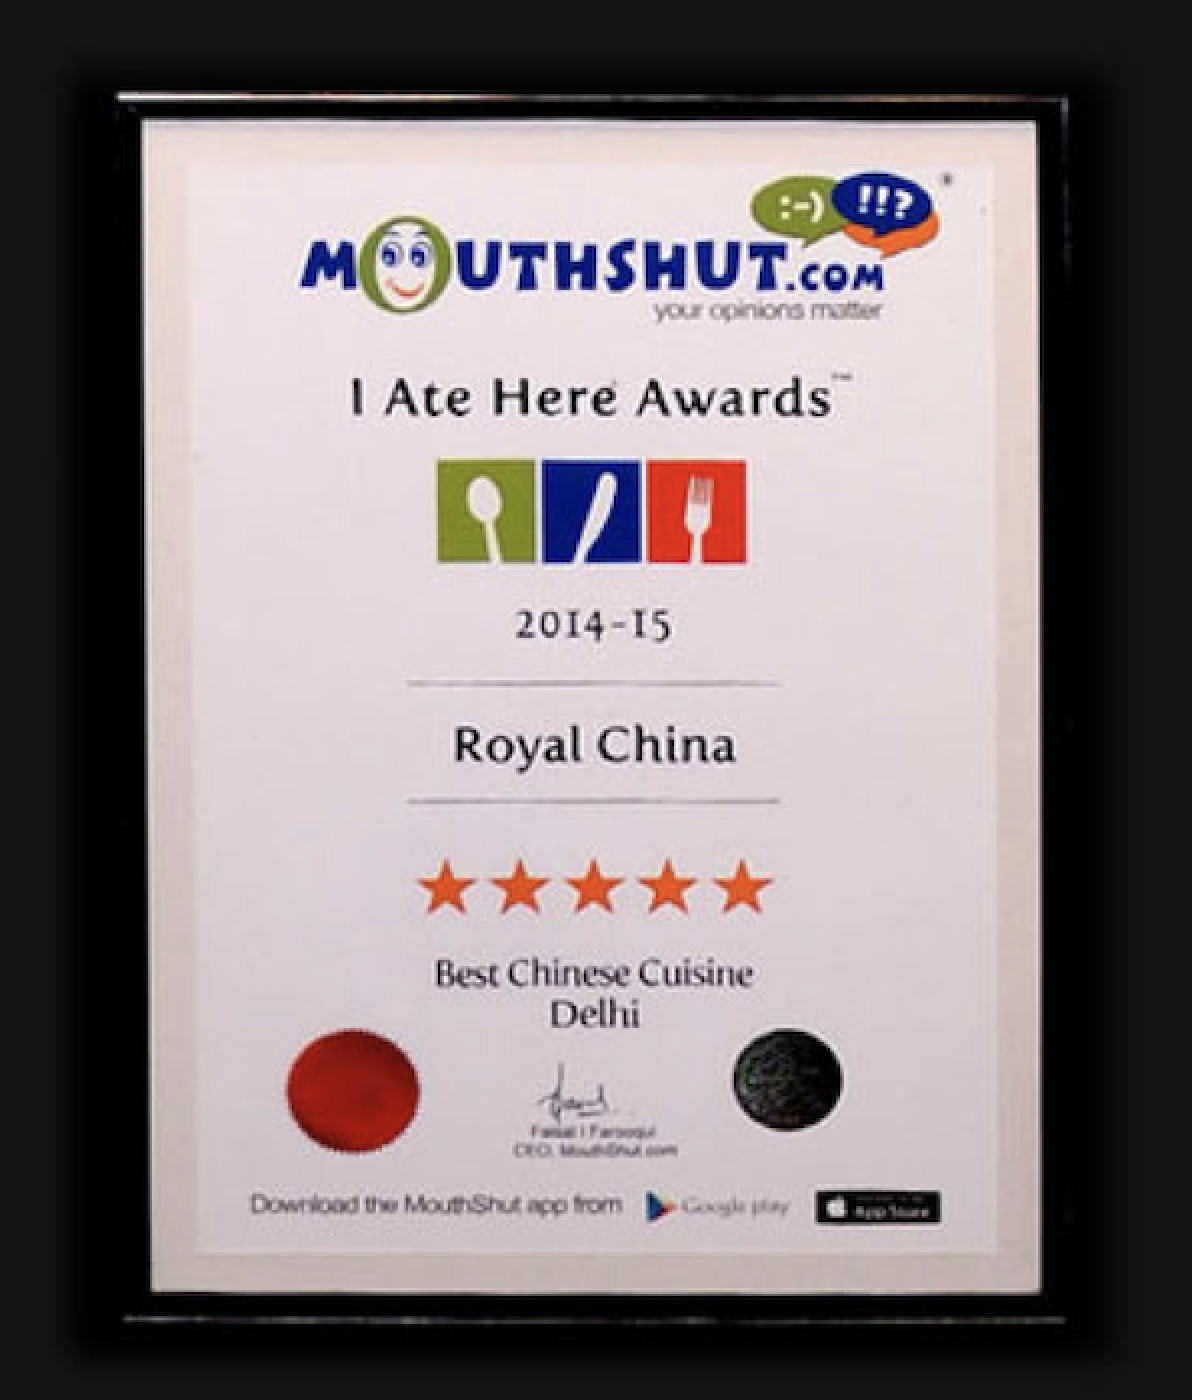 :-) !!?
MOUTHSHUT.COM
your opinions matter
I Ate Here Awards™
2014-15
Royal China
Best Chinese Cuisine
Delhi
Faisal I Farooqui
CEO, MouthShut.com
Download the MouthShut app from Google play App Store